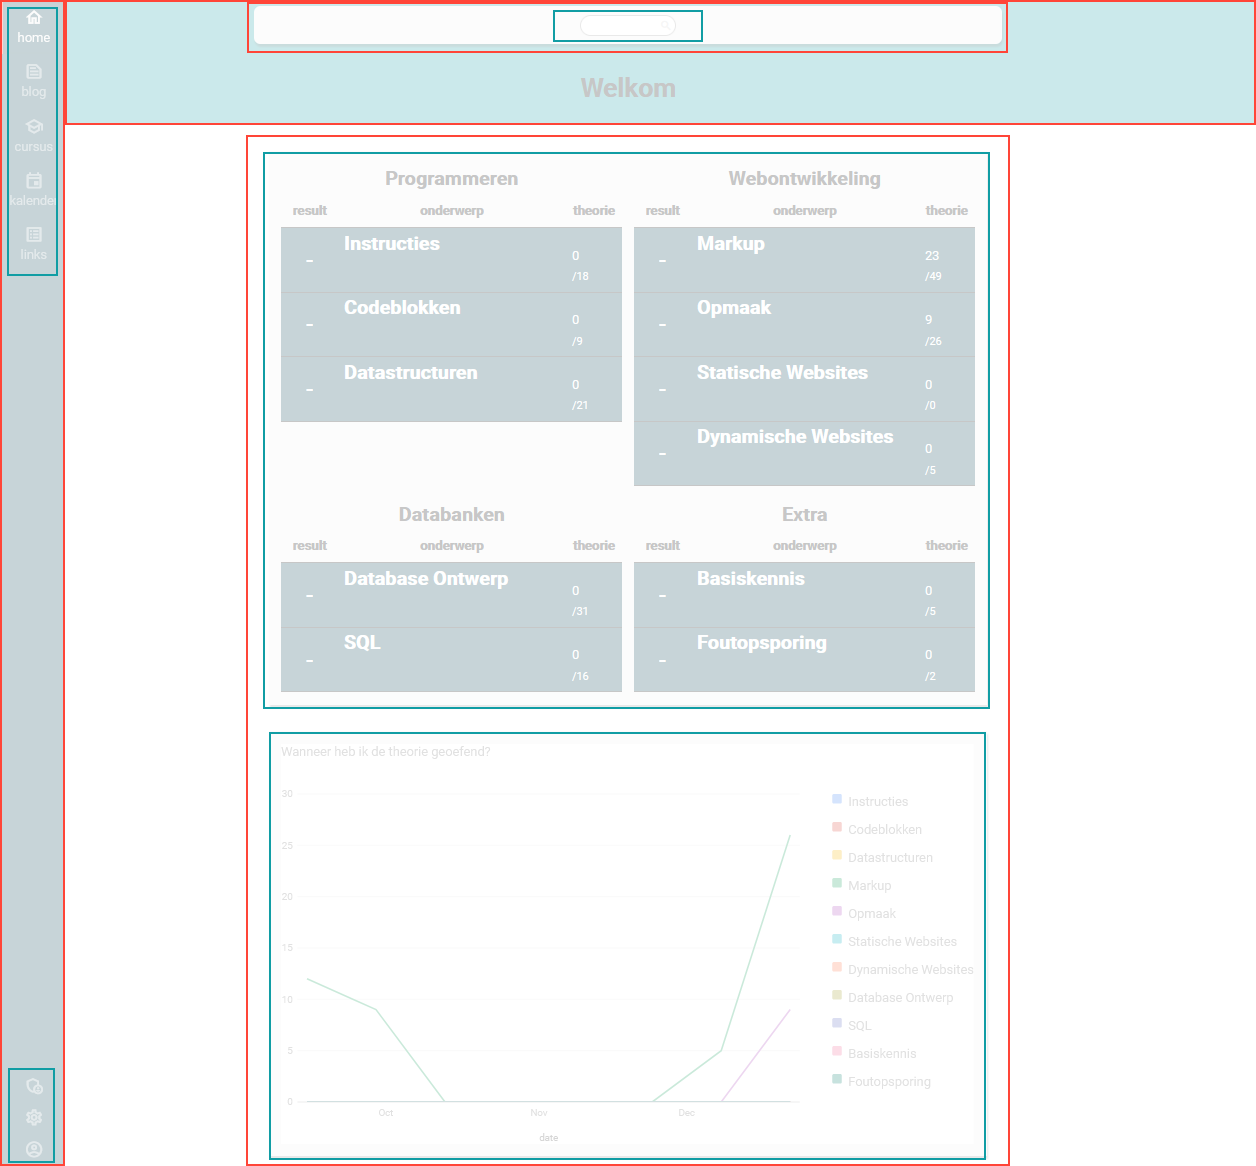 home
blog
cursus
kalender
links
Welkom
Programmeren
result onderwerp theorie
- Instructies 0
/18
- Codeblokken 0
/9
- Datastructuren 0
/21
Webontwikkeling
result onderwerp theorie
- Markup 23
/49
- Opmaak 9
/26
- Statische Websites 0
/0
- Dynamische Websites 0
/5
Databanken
result onderwerp theorie
- Database Ontwerp 0
/31
- SQL 0
/16
Extra
result onderwerp theorie
- Basiskennis 0
/5
- Foutopsporing 0
/2
Wanneer heb ik de theorie geoefend?
30
25
20
15
10
5
0
Oct Nov Dec
date
Instructies
Codeblokken
Datastructuren
Markup
Opmaak
Statische Websites
Dynamische Websites
Database Ontwerp
SQL
Basiskennis
Foutopsporing